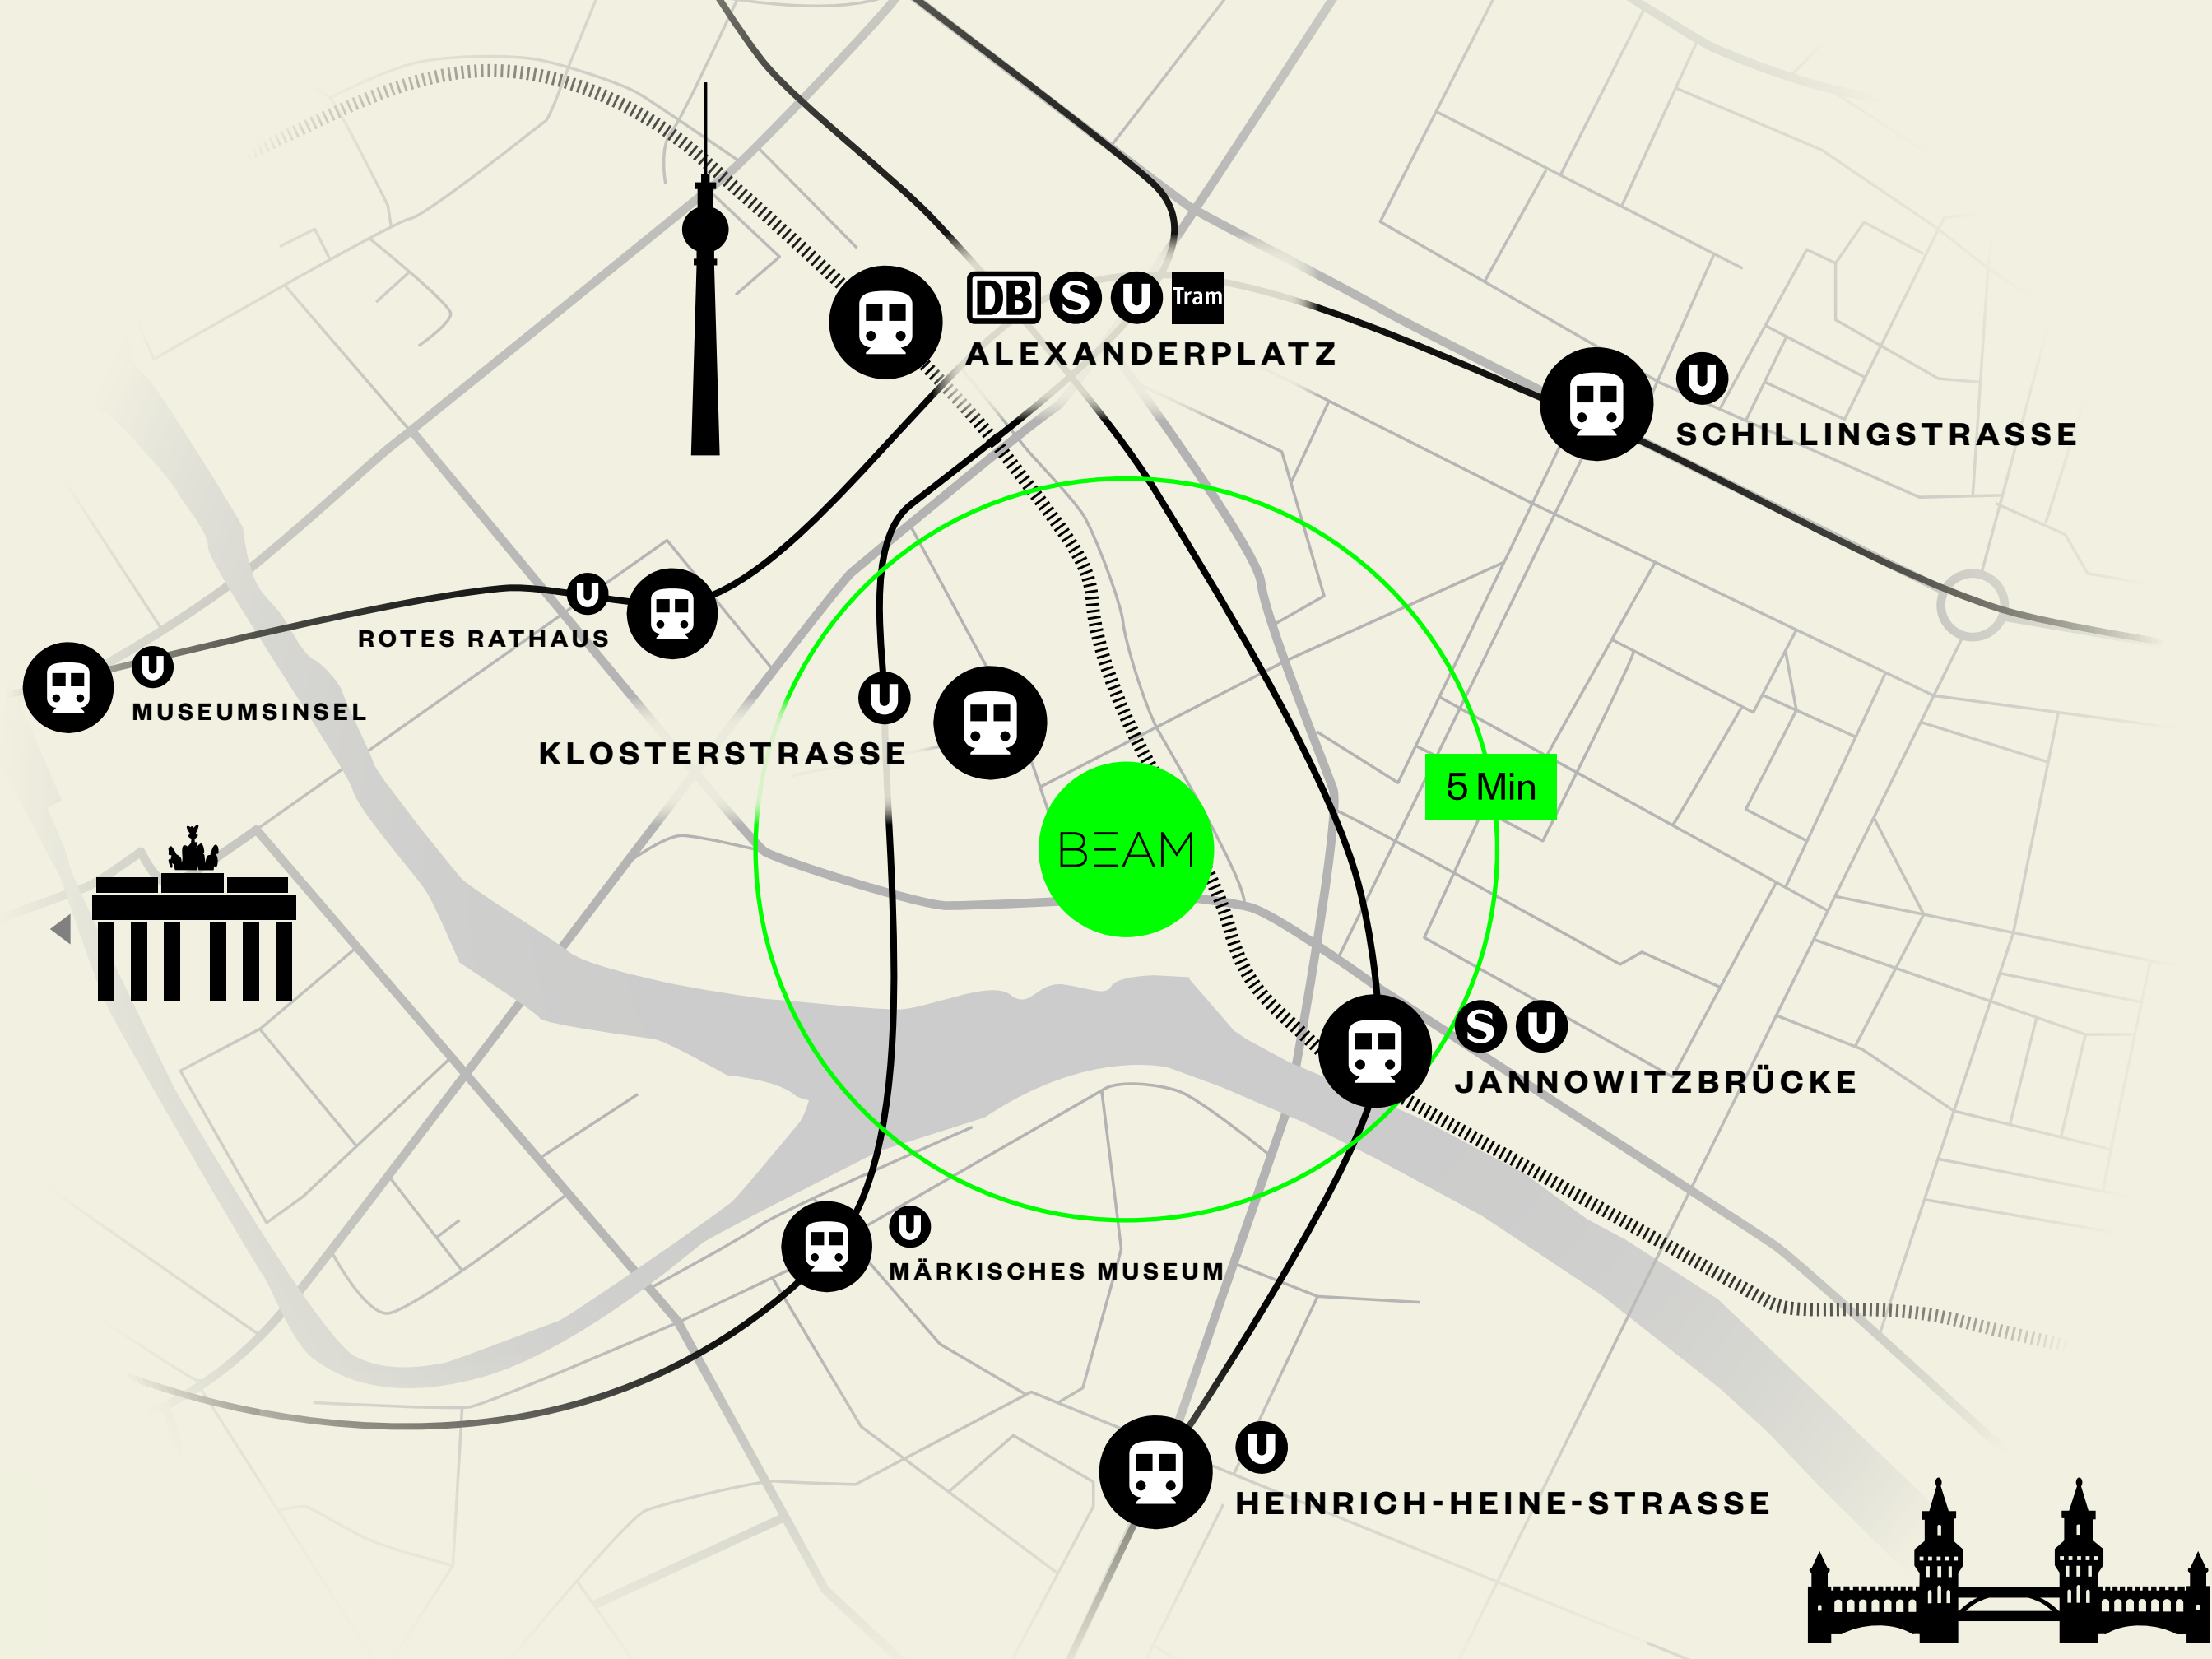 DB S U Tram
ALEXANDERPLATZ
U
SCHILLINGSTRASSE
U
ROTES RATHAUS
U
MUSEUMSINSEL
U
KLOSTERSTRASSE
5 Min
BEAM
S U
JANNOWITZBRÜCKE
U
MÄRKISCHES MUSEUM
U
HEINRICH-HEINE-STRASSE